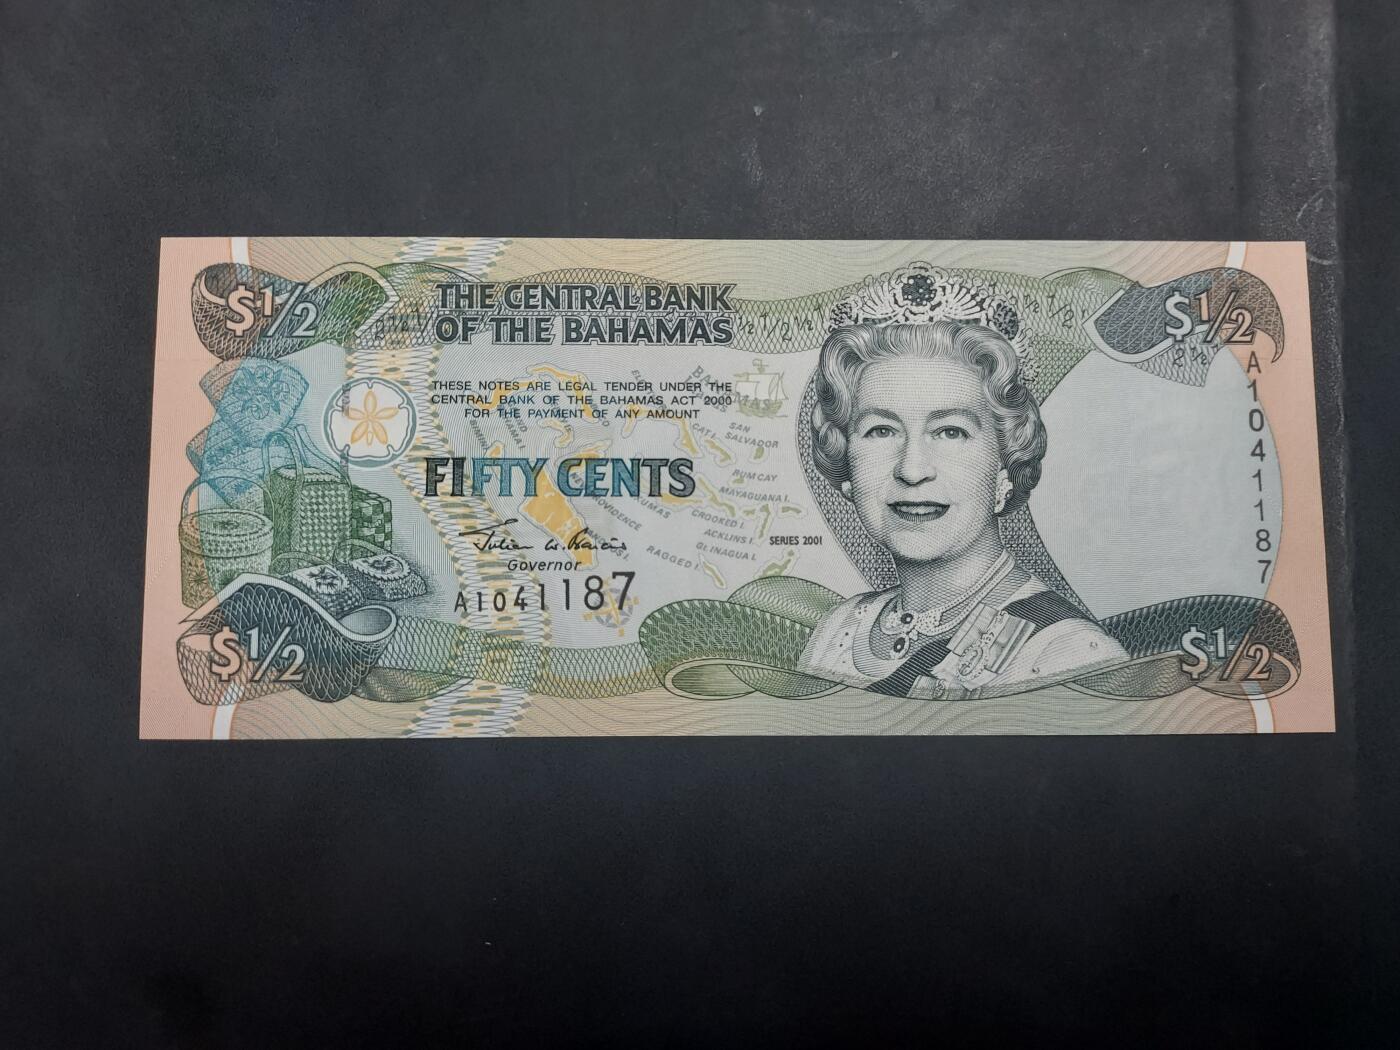 $1/2
THE CENTRAL BANK
OF THE BAHAMAS
$1/2
THESE NOTES ARE LEGAL TENDER UNDER THE
CENTRAL BANK OF THE BAHAMAS ACT 2000
FOR THE PAYMENT OF ANY AMOUNT
FIFTY CENTS
CAT I.
SAN
SALVADOR
RUM CAY
MAYAGUANA I.
CROOKED I.
ACKLINS I.
GT. INAGUA I.
RAGGED I.
SERIES 2001
Governor
A1041187
A1041187
$1/2
$1/2